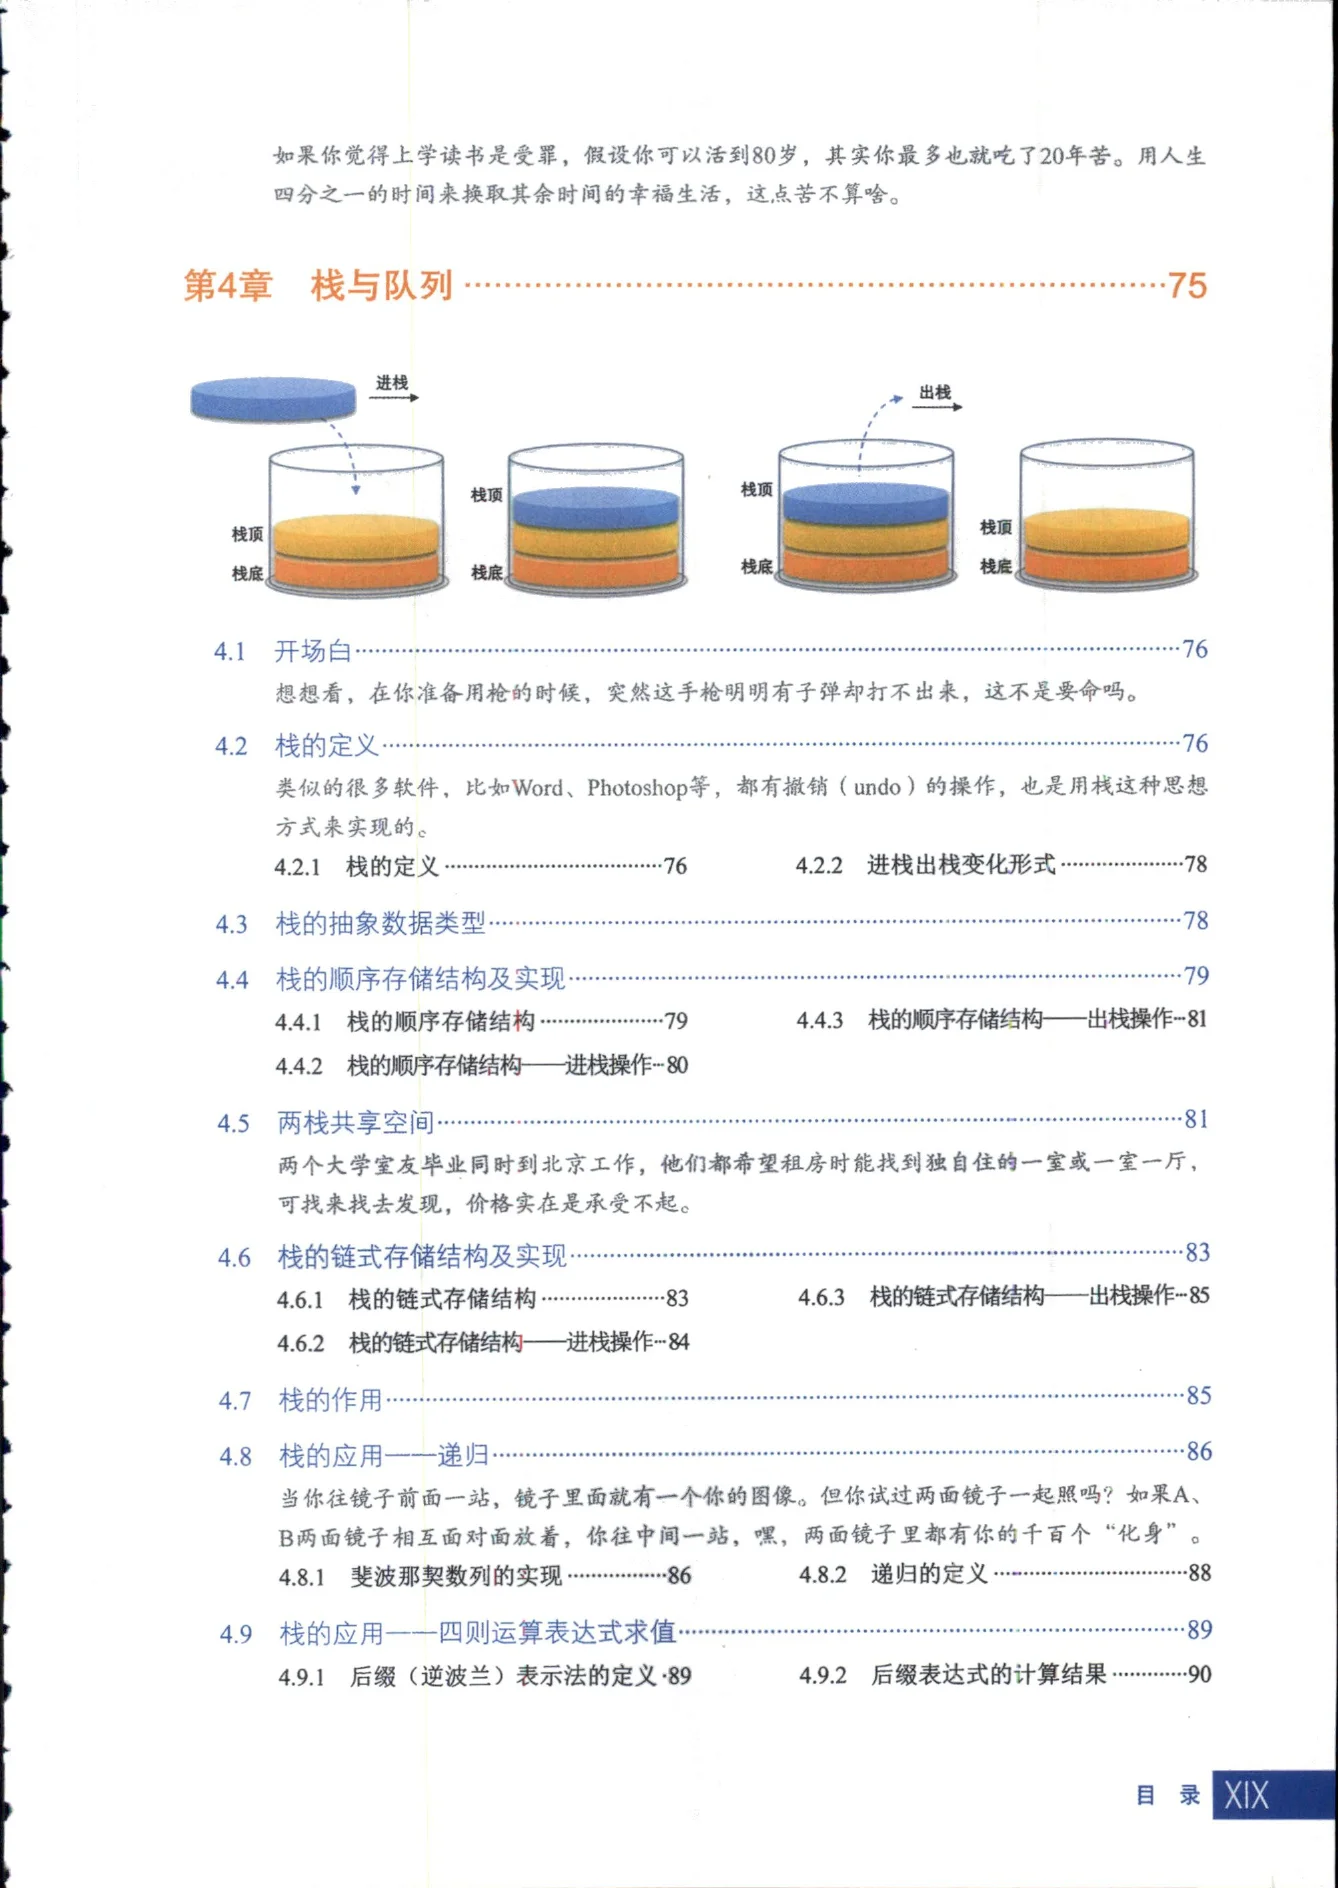 如果你觉得上学读书是受罪，假设你可以活到80岁，其实你最多也就吃了20年苦。用人生
四分之一的时间来换取其余时间的幸福生活，这点苦不算啥。
第4章 栈与队列 75
进栈
出栈
栈顶
栈底
栈顶
栈底
栈顶
栈底
栈顶
栈底
4.1 开场白 76
想想看，在你准备用枪的时候，突然这手枪明明有子弹却打不出来，这不是要命吗。
4.2 栈的定义 76
类似的很多软件，比如Word、Photoshop等，都有撤销（undo）的操作，也是用栈这种思想
方式来实现的。
4.2.1 栈的定义 76 4.2.2 进栈出栈变化形式 78
4.3 栈的抽象数据类型 78
4.4 栈的顺序存储结构及实现 79
4.4.1 栈的顺序存储结构 79 4.4.3 栈的顺序存储结构——出栈操作 81
4.4.2 栈的顺序存储结构——进栈操作 80
4.5 两栈共享空间 81
两个大学室友毕业同时到北京工作，他们都希望租房时能找到独自住的一室或一室一厅，
可找来找去发现，价格实在是承受不起。
4.6 栈的链式存储结构及实现 83
4.6.1 栈的链式存储结构 83 4.6.3 栈的链式存储结构——出栈操作 85
4.6.2 栈的链式存储结构——进栈操作 84
4.7 栈的作用 85
4.8 栈的应用——递归 86
当你往镜子前面一站，镜子里面就有一个你的图像。但你试过两面镜子一起照吗？如果A、
B两面镜子相互面对面放着，你往中间一站，嘿，两面镜子里都有你的千百个“化身”。
4.8.1 斐波那契数列的实现 86 4.8.2 递归的定义 88
4.9 栈的应用——四则运算表达式求值 89
4.9.1 后缀（逆波兰）表示法的定义 89 4.9.2 后缀表达式的计算结果 90
目 录 XIX